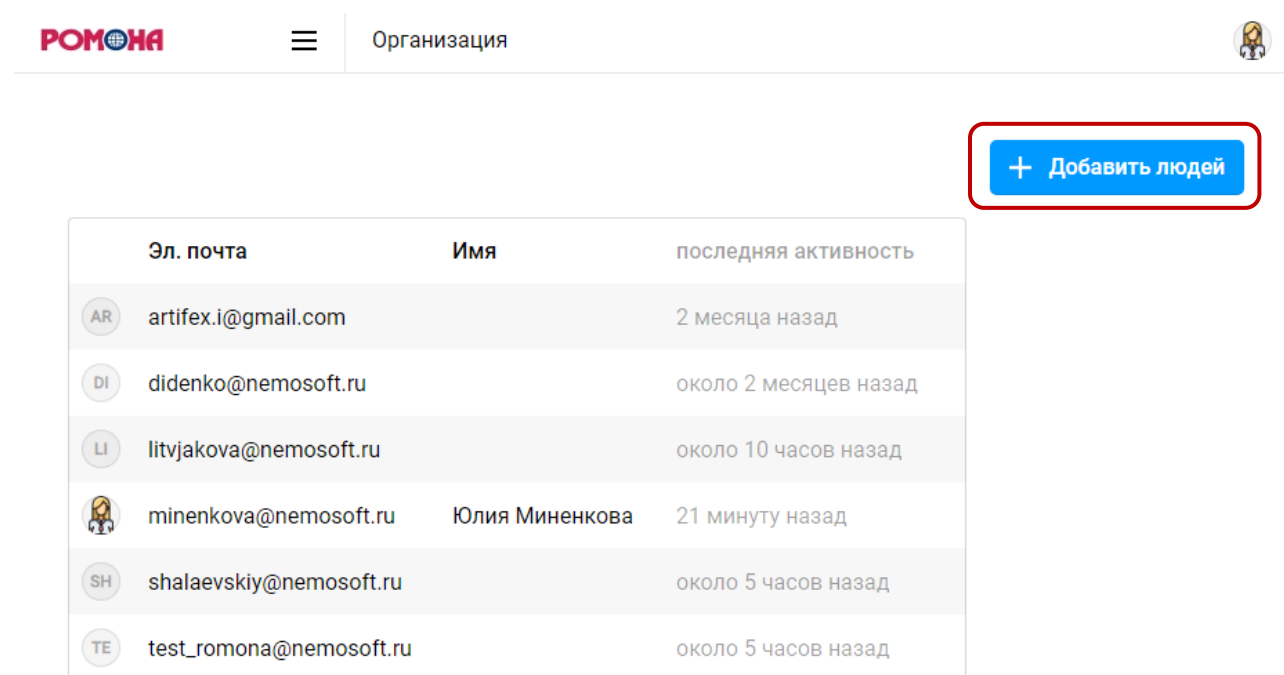 РОМОНА
Организация
Добавить людей
Эл. почта Имя последняя активность
AR artifex.i@gmail.com 2 месяца назад
DI didenko@nemosoft.ru около 2 месяцев назад
LI litvjakova@nemosoft.ru около 10 часов назад
minenkova@nemosoft.ru Юлия Миненкова 21 минуту назад
SH shalaevskiy@nemosoft.ru около 5 часов назад
TE test_romona@nemosoft.ru около 5 часов назад